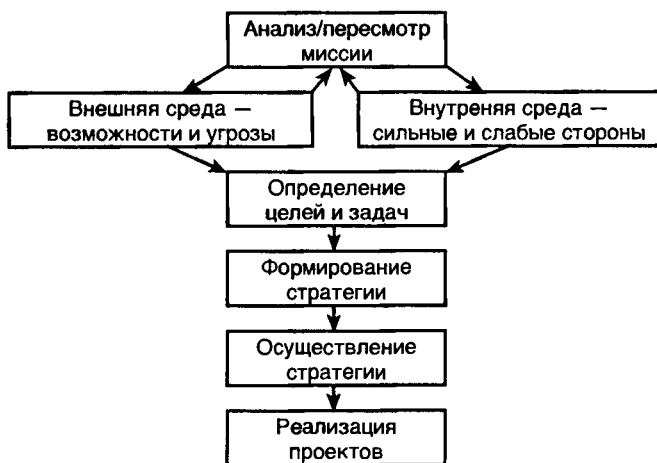 Анализ/пересмотр
миссии
Внешняя среда —
возможности и угрозы
Внутреняя среда —
сильные и слабые стороны
Определение
целей и задач
Формирование
стратегии
Осуществление
стратегии
Реализация
проектов